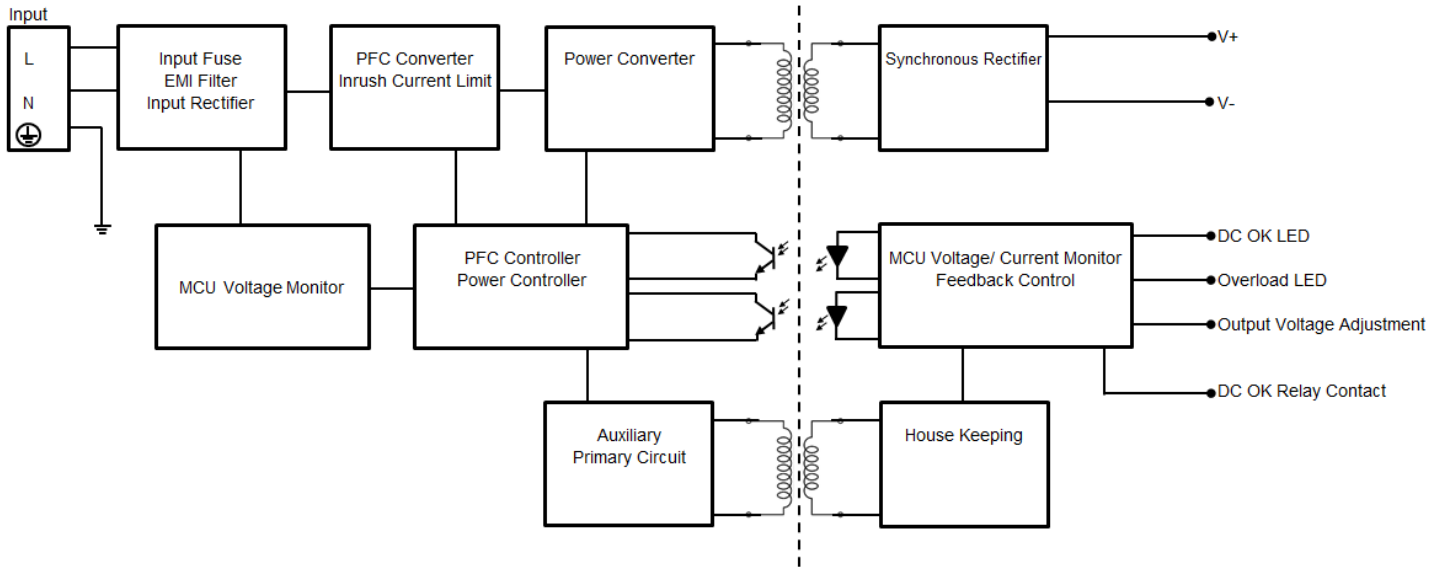 Input
L
N
Input Fuse
EMI Filter
Input Rectifier
PFC Converter
Inrush Current Limit
Power Converter
Synchronous Rectifier
V+
V-
MCU Voltage Monitor
PFC Controller
Power Controller
MCU Voltage/ Current Monitor
Feedback Control
DC OK LED
Overload LED
Output Voltage Adjustment
DC OK Relay Contact
Auxiliary
Primary Circuit
House Keeping